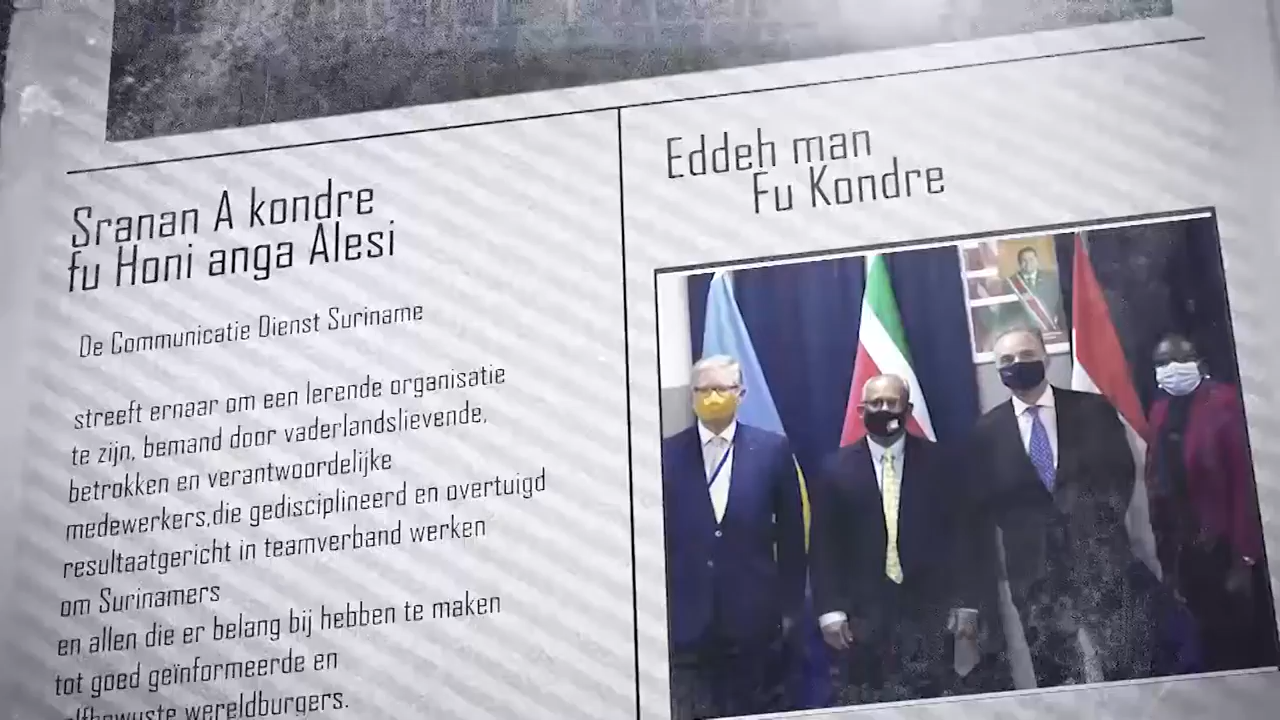 Sranan A kondre
fu Honi anga Alesi
De Communicatie Dienst Suriname
streeft ernaar om een lerende organisatie
te zijn, bemand door vaderlandslievende,
betrokken en verantwoordelijke
medewerkers,die gedisciplineerd en overtuigd
resultaatgericht in teamverband werken
om Surinamers
en allen die er belang bij hebben te maken
tot goed geïnformeerde en
wereldburgers.
Eddeh man
Fu Kondre